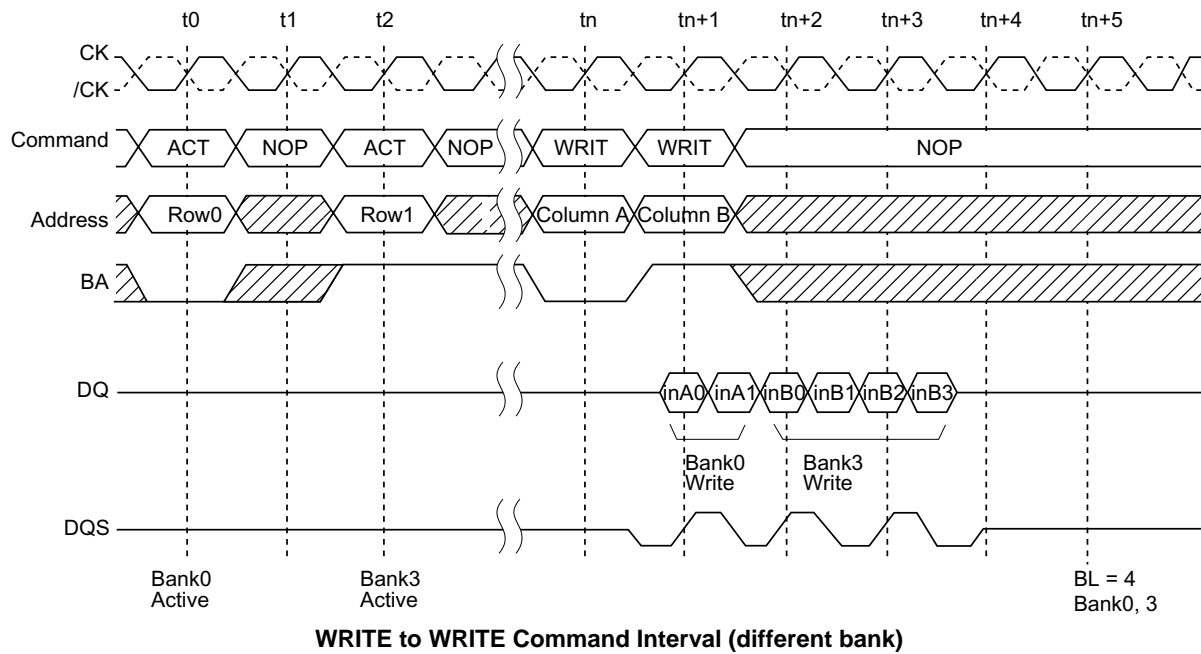 t0 t1 t2 tn tn+1 tn+2 tn+3 tn+4 tn+5
CK
/CK
Command ACT NOP ACT NOP WRIT WRIT NOP
Address Row0 Row1 Column A Column B
BA
DQ inA0 inA1 inB0 inB1 inB2 inB3
Bank0 Bank3
Write Write
DQS
Bank0 Bank3 BL = 4
Active Active Bank0, 3
WRITE to WRITE Command Interval (different bank)